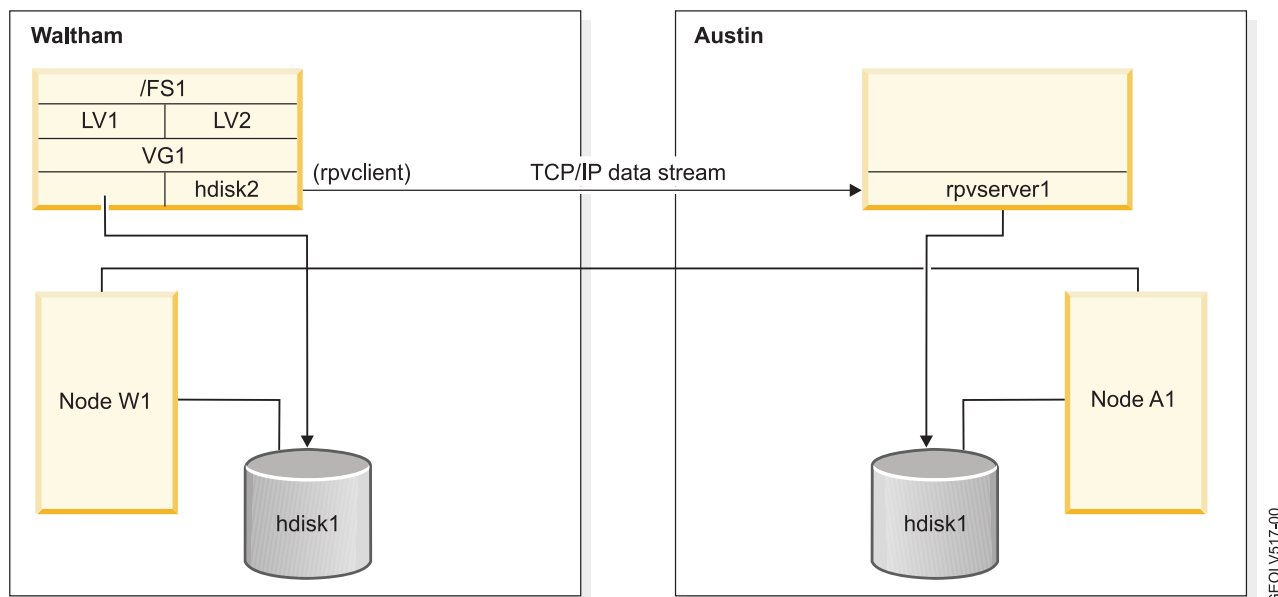 Waltham
Austin
/FS1
LV1 LV2
VG1
hdisk2
(rpvclient)
TCP/IP data stream
rpvserver1
Node W1
Node A1
hdisk1
hdisk1